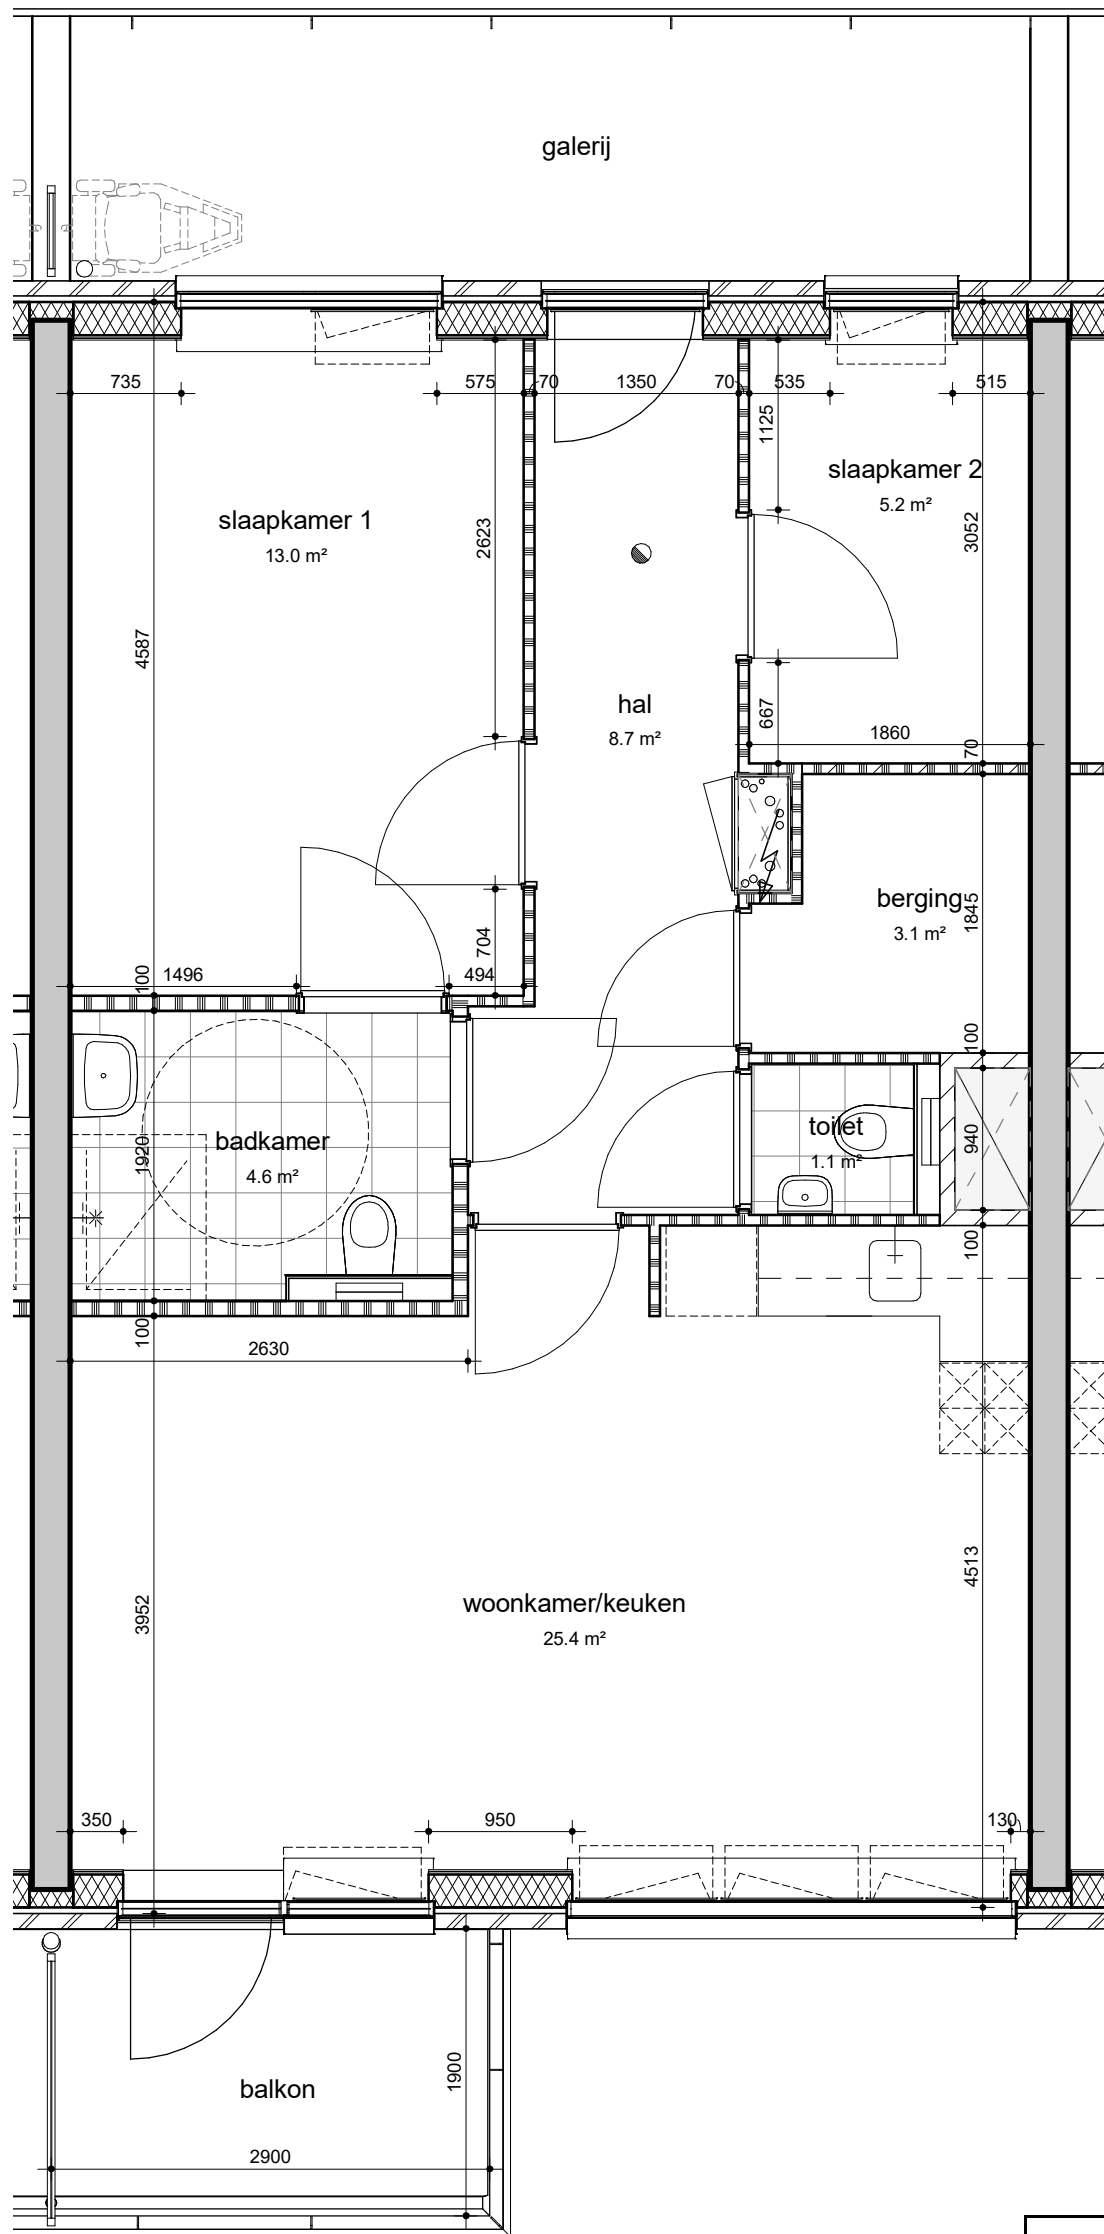 galerij
735
575
70
1350
70
535
515
1125
slaapkamer 2
5.2 m²
slaapkamer 1
13.0 m²
2623
3052
4587
hal
8.7 m²
667
1860
70
berging
3.1 m²
1845
704
1496
100
494
100
toilet
1.1 m²
940
badkamer
4.6 m²
1920
100
100
2630
woonkamer/keuken
25.4 m²
4513
3952
350
950
130
balkon
1900
2900